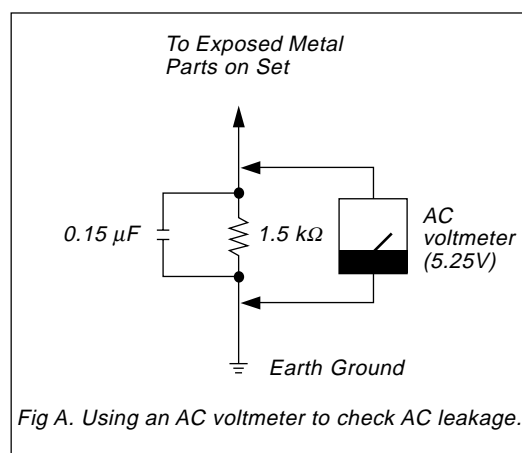 To Exposed Metal
Parts on Set
0.15 μF
1.5 kΩ
AC
voltmeter
(5.25V)
Earth Ground
Fig A. Using an AC voltmeter to check AC leakage.